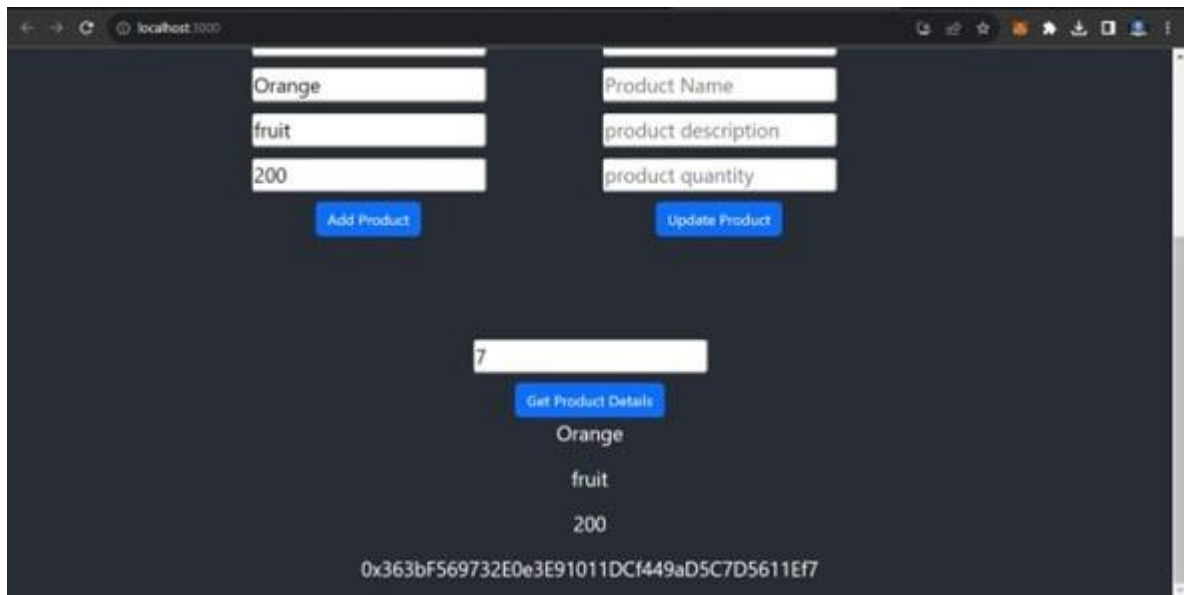 localhost:3000
Orange
Product Name
fruit
product description
200
product quantity
Add Product
Update Product
7
Get Product Details
Orange
fruit
200
0x363bF569732E0e3E91011DCf449aD5C7D5611Ef7